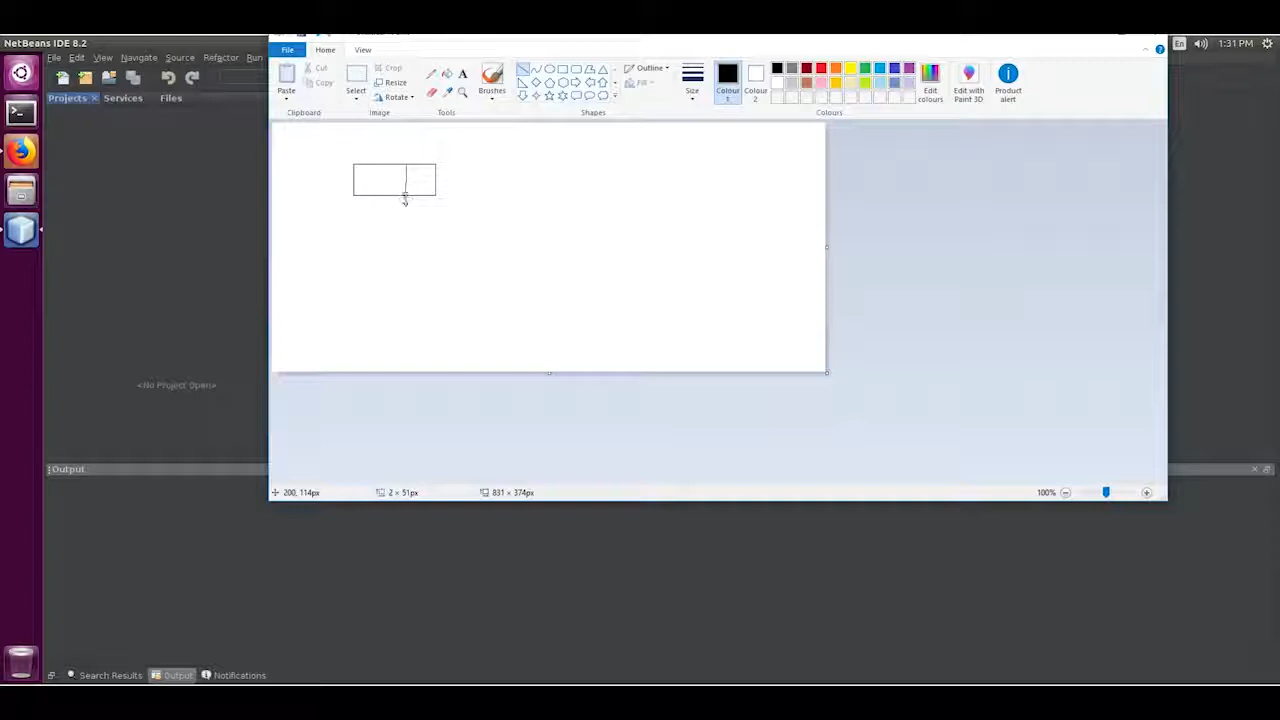 NetBeans IDE 8.2
En 1:31 PM
File Edit View Navigate Source Refactor Run
File Home View
Paste
Cut
Copy
Select
Crop
Resize
Rotate
Brushes
Outline
Fill
Size
Colour 1
Colour 2
Edit colours
Edit with Paint 3D
Product alert
Clipboard Image Tools Shapes Colours
Projects Services Files
<No Project Open>
Output
200, 114px 2 × 51px 831 × 374px 100%
Search Results Output Notifications